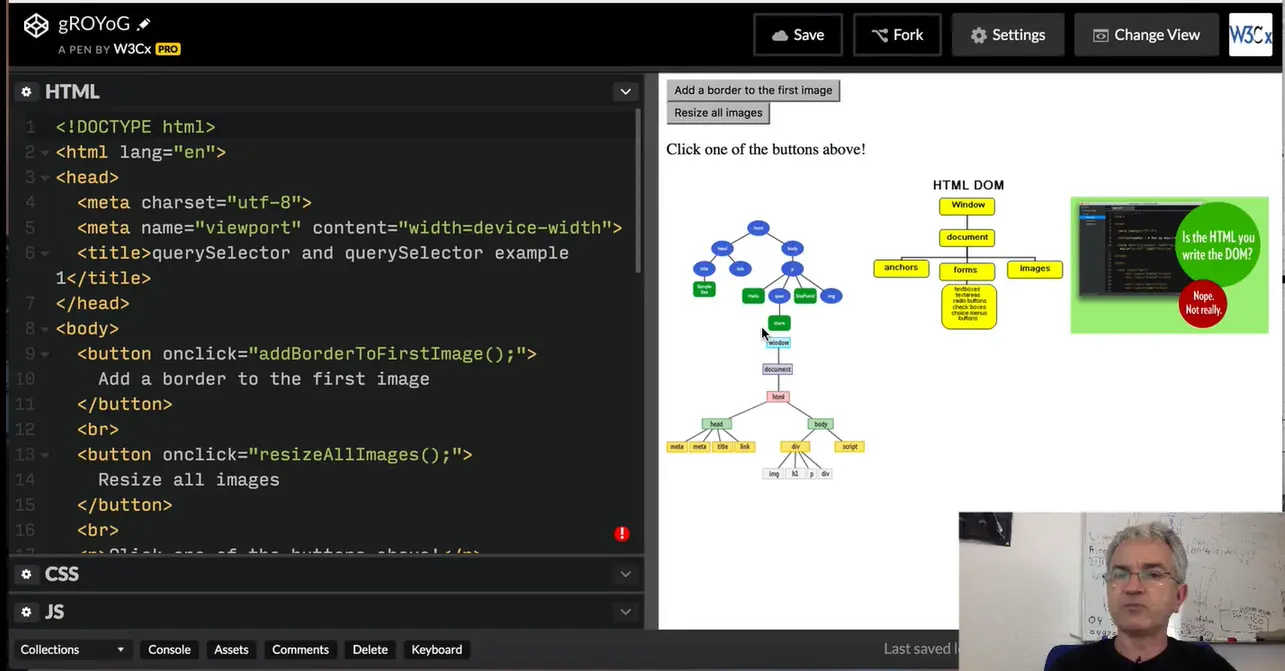 gROYoG
A PEN BY W3Cx PRO
Save
Fork
Settings
Change View
W3Cx
HTML
1 <!DOCTYPE html>
2 <html lang="en">
3 <head>
4 <meta charset="utf-8">
5 <meta name="viewport" content="width=device-width">
6 <title>querySelector and querySelector example
1</title>
7 </head>
8 <body>
9 <button onclick="addBorderToFirstImage();">
10 Add a border to the first image
11 </button>
12 <br>
13 <button onclick="resizeAllImages();">
14 Resize all images
15 </button>
16 <br>
17 <p>Click one of the buttons above!</p>
CSS
JS
Collections
Console
Assets
Comments
Delete
Keyboard
Last saved
Add a border to the first image
Resize all images
Click one of the buttons above!
head body
title link p
Hello img
window
document
html
head body
meta meta title link div script
img h1 p div
HTML DOM
Window
document
anchors forms images
textboxes
textareas
radio buttons
check boxes
choice menus
buttons
Is the HTML you
write the DOM?
Nope.
Not really.